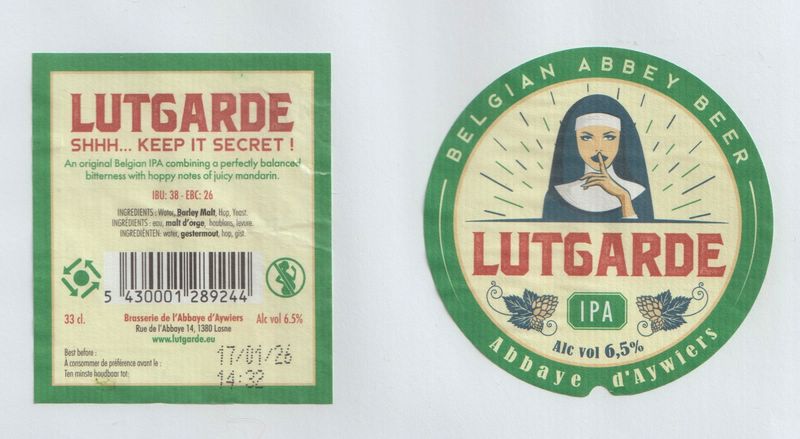 LUTGARDE
SHHH... KEEP IT SECRET !
An original Belgian IPA combining a perfectly balanced
bitterness with hoppy notes of juicy mandarin.
IBU: 38 - EBC: 26
INGREDIENTS : Water, Barley Malt, Hop, Yeast.
INGRÉDIENTS : eau, malt d'orge, houblons, levure.
INGREDIËNTEN: water, gerstemout, hop, gist.
5 430001 289244
33 cl.
Brasserie de l'Abbaye d'Aywiers
Alc vol 6.5%
Rue de l'Abbaye 14, 1380 Lasne
www.lutgarde.eu
Best before :
A consommer de préférence avant le :
Ten minste houdbaar tot:
17/01/26
14:32
BELGIAN ABBEY BEER
LUTGARDE
IPA
Alc vol 6,5%
Abbaye d'Aywiers